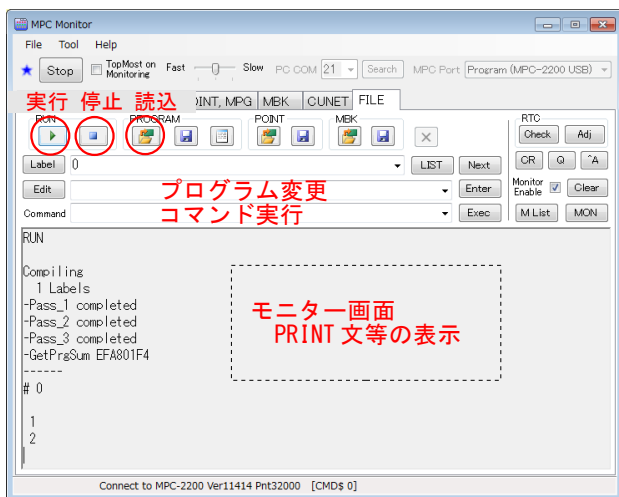 MPC Monitor
File Tool Help
Stop TopMost on Monitoring Fast Slow PC COM 21 Search MPC Port Program (MPC-2200 USB)
実行 停止 読込 INT, MPG MBK CUNET FILE
RUN PROGRAM POINT MBK RTC
Check Adj
Label 0 LIST Next CR Q ^A
Edit プログラム変更 Enter Monitor Enable Clear
Command コマンド実行 Exec M List MON
RUN
Compiling
1 Labels
-Pass_1 completed
-Pass_2 completed
-Pass_3 completed
-GetPrgSum EFA801F4
------
# 0
1
2
モニター画面
PRINT 文等の表示
Connect to MPC-2200 Ver11414 Pnt32000 [CMD$ 0]